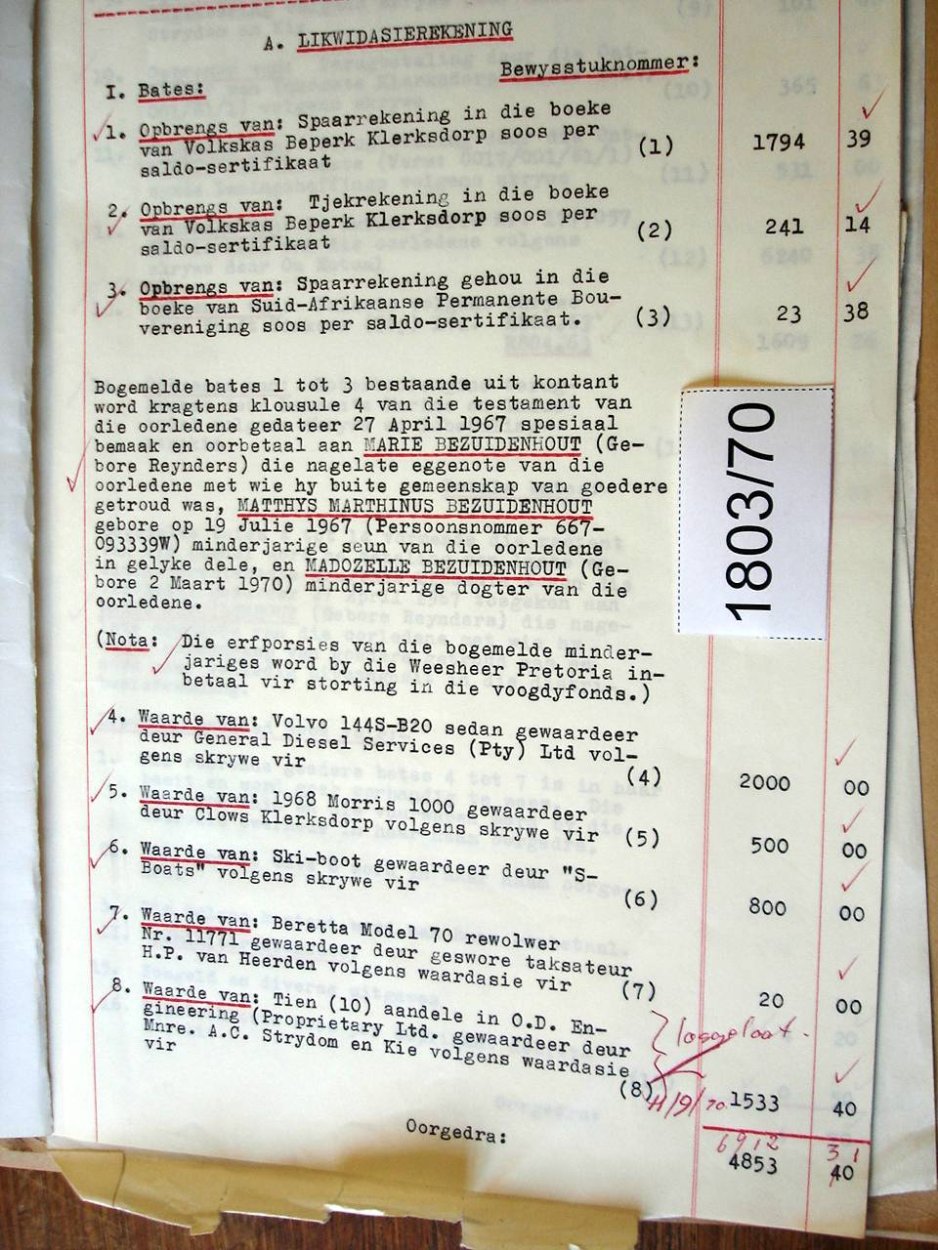 A. LIKWIDASIEREKENING
Bewysstuknommer:
I. Bates:
1. Opbrengs van: Spaarrekening in die boeke
van Volkskas Beperk Klerksdorp soos per
saldo-sertifikaat (1) 1794 39
2. Opbrengs van: Tjekrekening in die boeke
van Volkskas Beperk Klerksdorp soos per
saldo-sertifikaat (2) 241 14
3. Opbrengs van: Spaarrekening gehou in die
boeke van Suid-Afrikaanse Permanente Bou-
vereniging soos per saldo-sertifikaat. (3) 23 38
Bogemelde bates 1 tot 3 bestaande uit kontant
word kragtens klousule 4 van die testament van
die oorledene gedateer 27 April 1967 spesiaal
bemaak en oorbetaal aan MARIE BEZUIDENHOUT (Ge-
bore Reynders) die nagelate eggenote van die
oorledene met wie hy buite gemeenskap van goedere
getroud was, MATTHYS MARTHINUS BEZUIDENHOUT
gebore op 19 Julie 1967 (Persoonsnommer 667-
093339W) minderjarige seun van die oorledene
in gelyke dele, en MADOZELLE BEZUIDENHOUT (Ge-
bore 2 Maart 1970) minderjarige dogter van die
oorledene.
1803/70
(Nota: Die erfporsies van die bogemelde minder-
jariges word by die Weesheer Pretoria in-
betaal vir storting in die voogdyfonds.)
4. Waarde van: Volvo 144S-B20 sedan gewaardeer
deur General Diesel Services (Pty) Ltd vol-
gens skrywe vir (4) 2000 00
5. Waarde van: 1968 Morris 1000 gewaardeer
deur Clows Klerksdorp volgens skrywe vir (5) 500 00
6. Waarde van: Ski-boot gewaardeer deur "S-
Boats" volgens skrywe vir (6) 800 00
7. Waarde van: Beretta Model 70 rewolwer
Nr. 11771 gewaardeer deur geswore taksateur
H.P. van Heerden volgens waardasie vir (7) 20 00
8. Waarde van: Tien (10) aandele in O.D. En-
gineering (Proprietary Ltd. gewaardeer deur
Mnre. A.C. Strydom en Kie volgens waardasie
vir (8) 1533 40
6912 31
Oorgedra: 4853 40